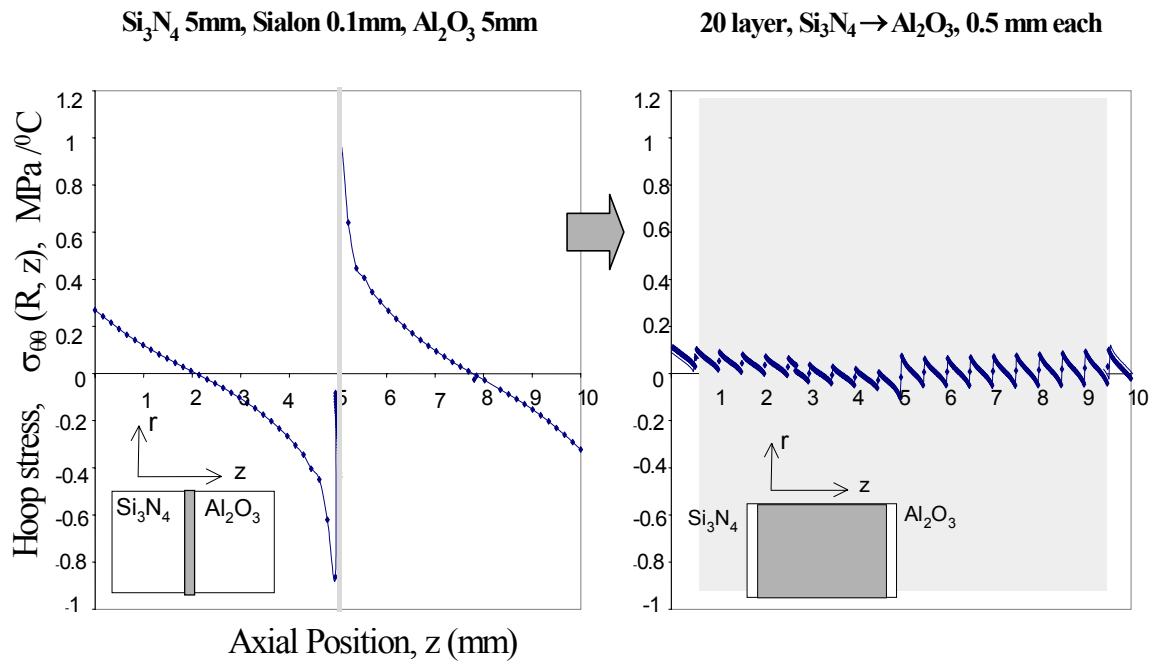 Si₃N₄ 5mm, Sialon 0.1mm, Al₂O₃ 5mm
20 layer, Si₃N₄ → Al₂O₃, 0.5 mm each
Hoop stress, σθθ (R, z), MPa /⁰C
1.2
1
0.8
0.6
0.4
0.2
0
-0.2
-0.4
-0.6
-0.8
-1
1 2 3 4 5 6 7 8 9 10
r
z
Si₃N₄
Al₂O₃
Axial Position, z (mm)
1.2
1
0.8
0.6
0.4
0.2
0
-0.2
-0.4
-0.6
-0.8
-1
1 2 3 4 5 6 7 8 9 10
r
z
Si₃N₄
Al₂O₃